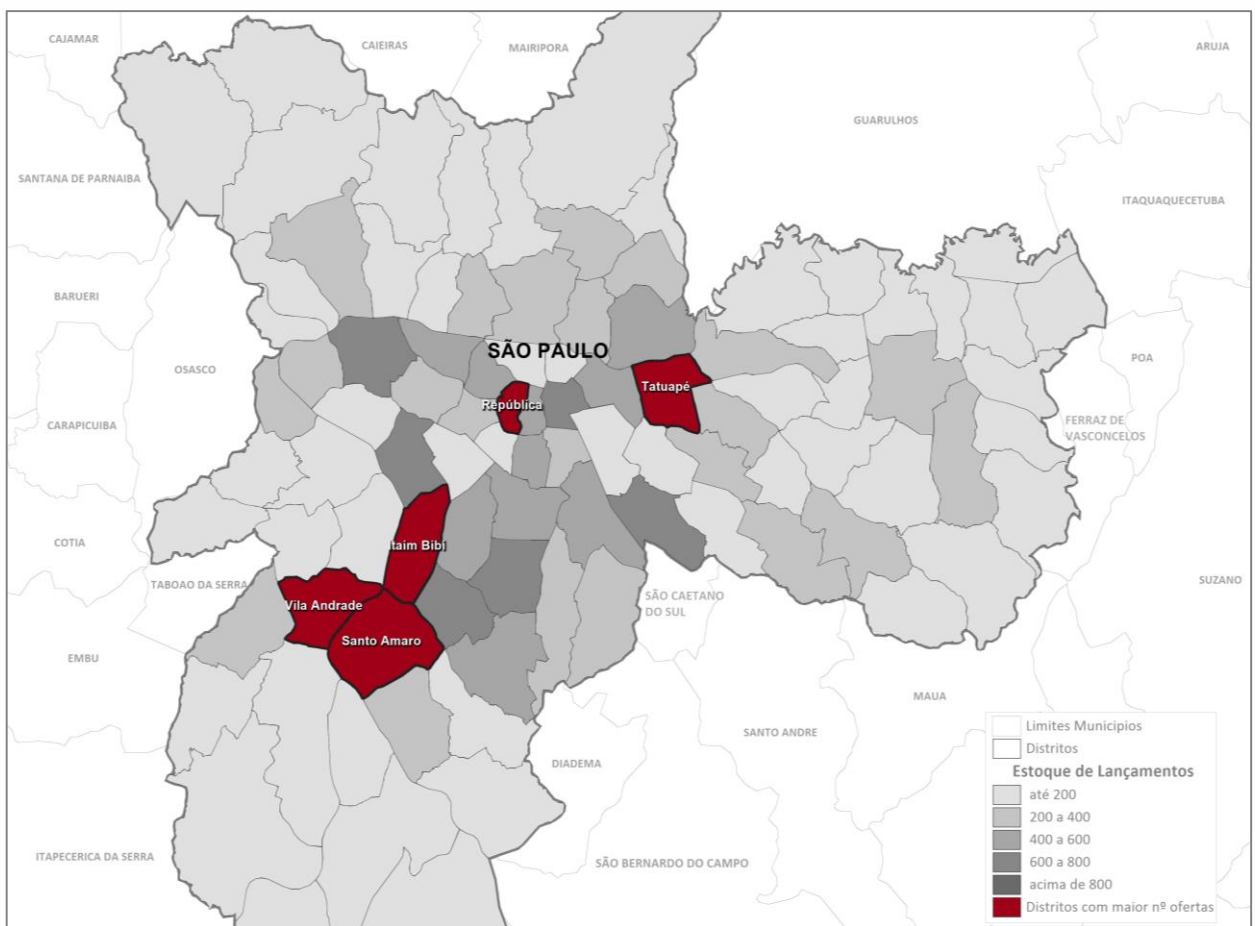 CAJAMAR
CAIEIRAS
MAIRIPORA
ARUJA
GUARULHOS
SANTANA DE PARNAIBA
ITAQUAQUECETUBA
BARUERI
SÃO PAULO
POA
OSASCO
Tatuapé
República
CARAPICUIBA
FERRAZ DE
VASCONCELOS
COTIA
Itaim Bibi
TABOAO DA SERRA
SUZANO
SÃO CAETANO
DO SUL
Vila Andrade
Santo Amaro
EMBU
MAUA
SANTO ANDRE
DIADEMA
ITAPECERICA DA SERRA
SÃO BERNARDO DO CAMPO
Limites Municipios
Distritos
Estoque de Lançamentos
até 200
200 a 400
400 a 600
600 a 800
acima de 800
Distritos com maior nº ofertas